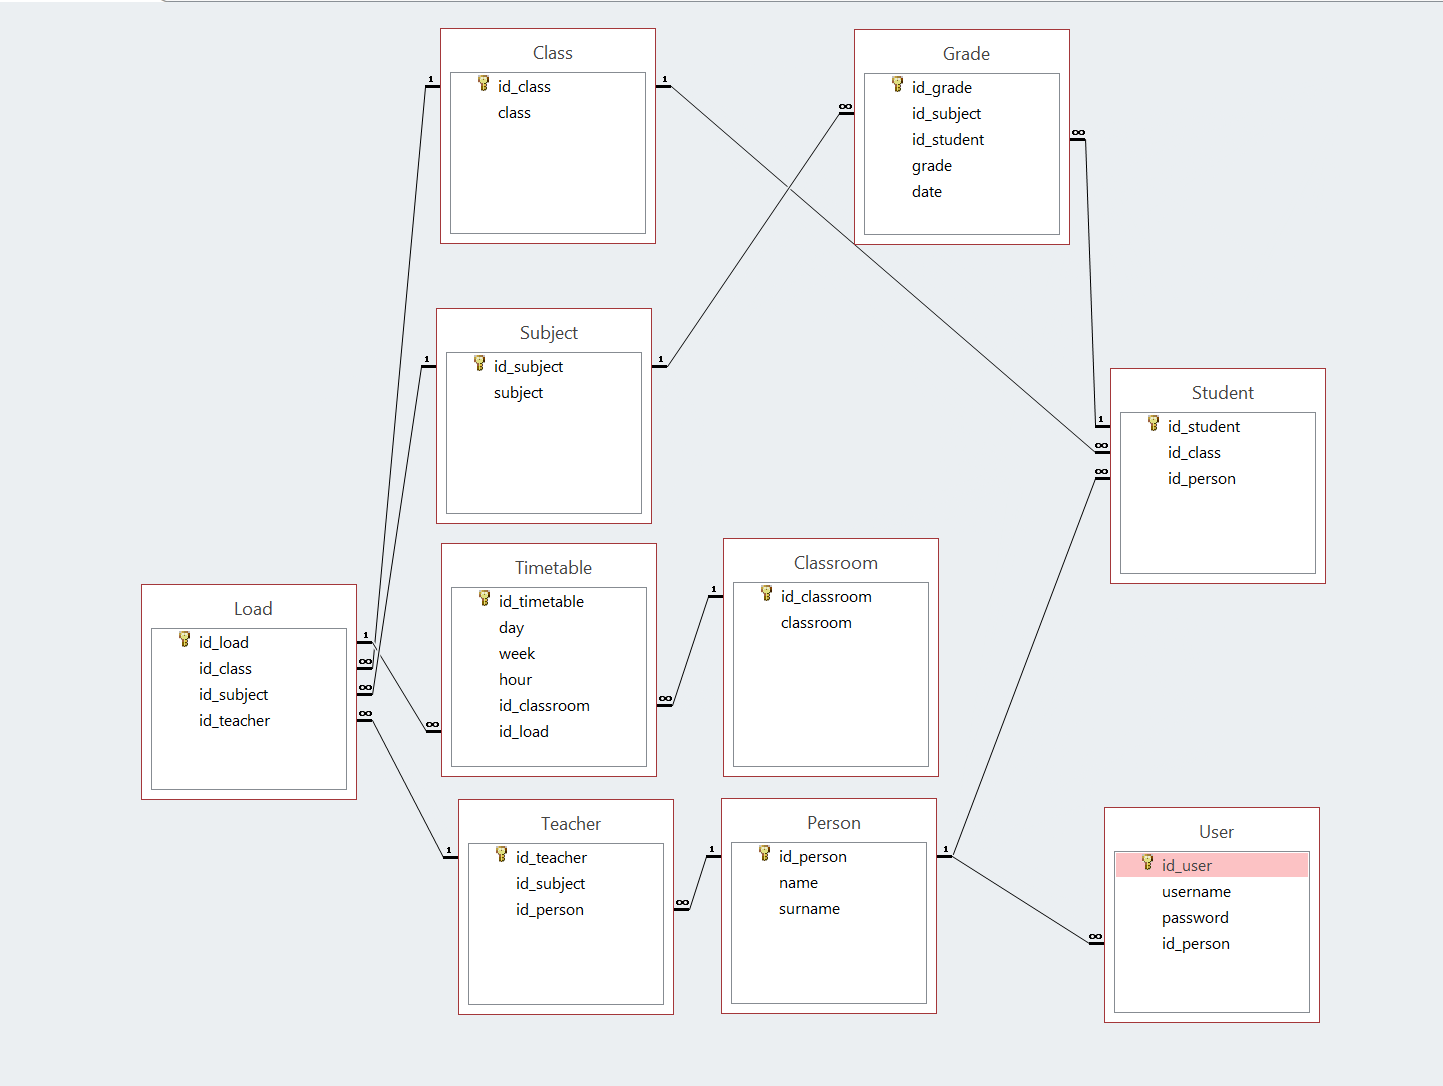 Class
id_class
class
Grade
id_grade
id_subject
id_student
grade
date
Subject
id_subject
subject
Student
id_student
id_class
id_person
Timetable
id_timetable
day
week
hour
id_classroom
id_load
Classroom
id_classroom
classroom
Load
id_load
id_class
id_subject
id_teacher
Teacher
id_teacher
id_subject
id_person
Person
id_person
name
surname
User
id_user
username
password
id_person
1
1
∞
∞
1
1
1
∞
∞
1
∞
∞
∞
1
∞
∞
1
∞
1
1
∞